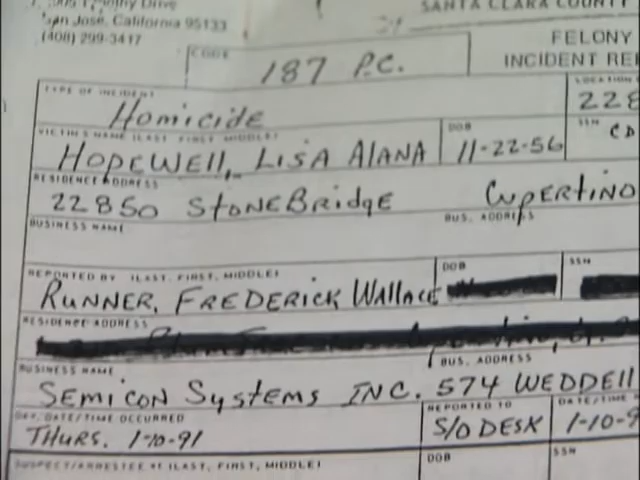 Drive
San Jose, California 95133
(408) 299-3417
SANTA CLARA COUNTY
FELONY
INCIDENT RE
CODE
187 P.C.
TYPE OF INCIDENT
Homicide
LOCATION
228
VICTIM'S NAME (LAST, FIRST, MIDDLE)
HOPEWELL, LISA ALANA
DOB
11-22-56
SSN
CD
RESIDENCE ADDRESS
22850 STONEBRIDGE CUPERTINO
BUSINESS NAME
BUS. ADDRESS
REPORTED BY (LAST, FIRST, MIDDLE)
RUNNER, FREDERICK WALLACE
DOB
SSN
RESIDENCE ADDRESS
BUSINESS NAME
BUS. ADDRESS
SEMICON SYSTEMS INC. 574 WEDDELL
DATE/TIME OCCURRED
THURS. 1-10-91
REPORTED TO
S/O DESK
DATE/TIME
1-10-9
SUSPECT/ARRESTEE #1 (LAST, FIRST, MIDDLE)
DOB
SSN